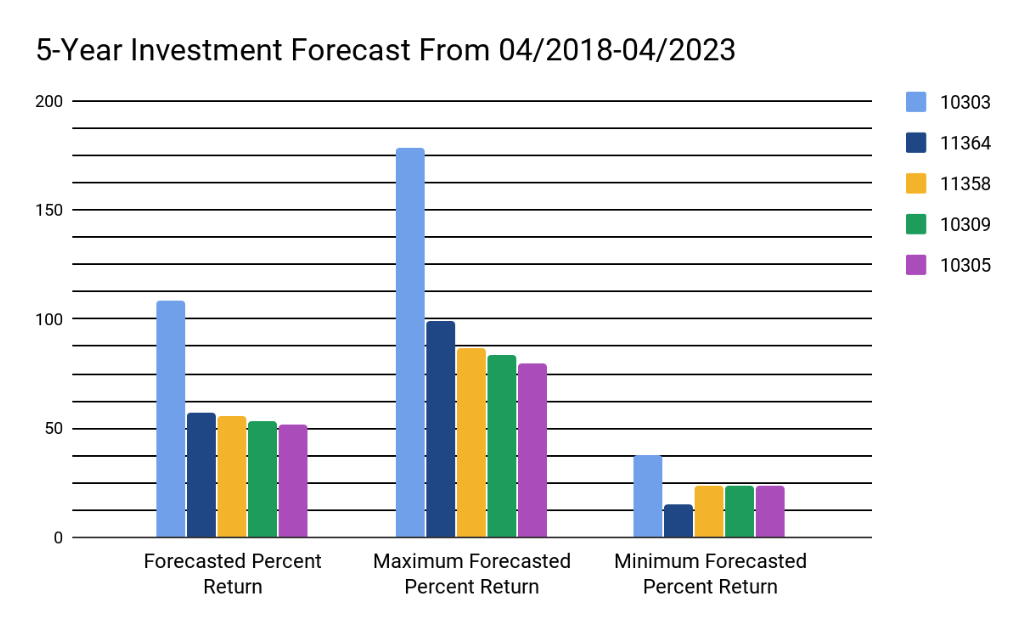 5-Year Investment Forecast From 04/2018-04/2023
200
150
100
50
0
10303
11364
11358
10309
10305
Forecasted Percent
Return
Maximum Forecasted
Percent Return
Minimum Forecasted
Percent Return